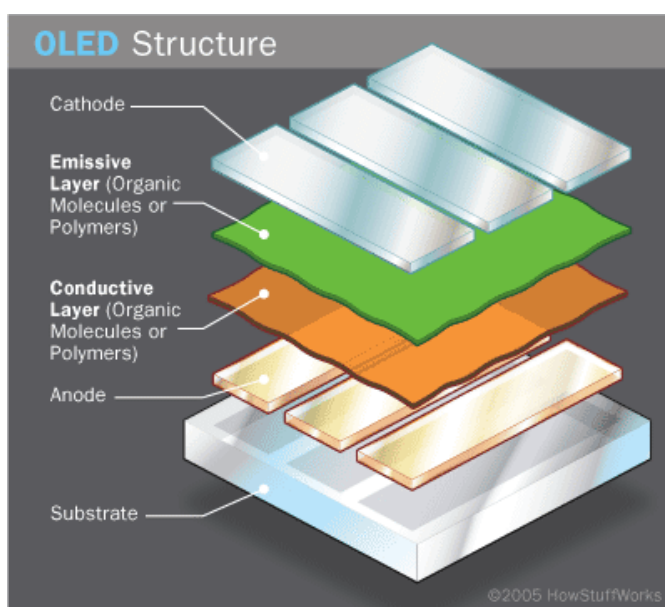 OLED Structure
Cathode
Emissive
Layer (Organic
Molecules or
Polymers)
Conductive
Layer (Organic
Molecules or
Polymers)
Anode
Substrate
©2005 HowStuffWorks